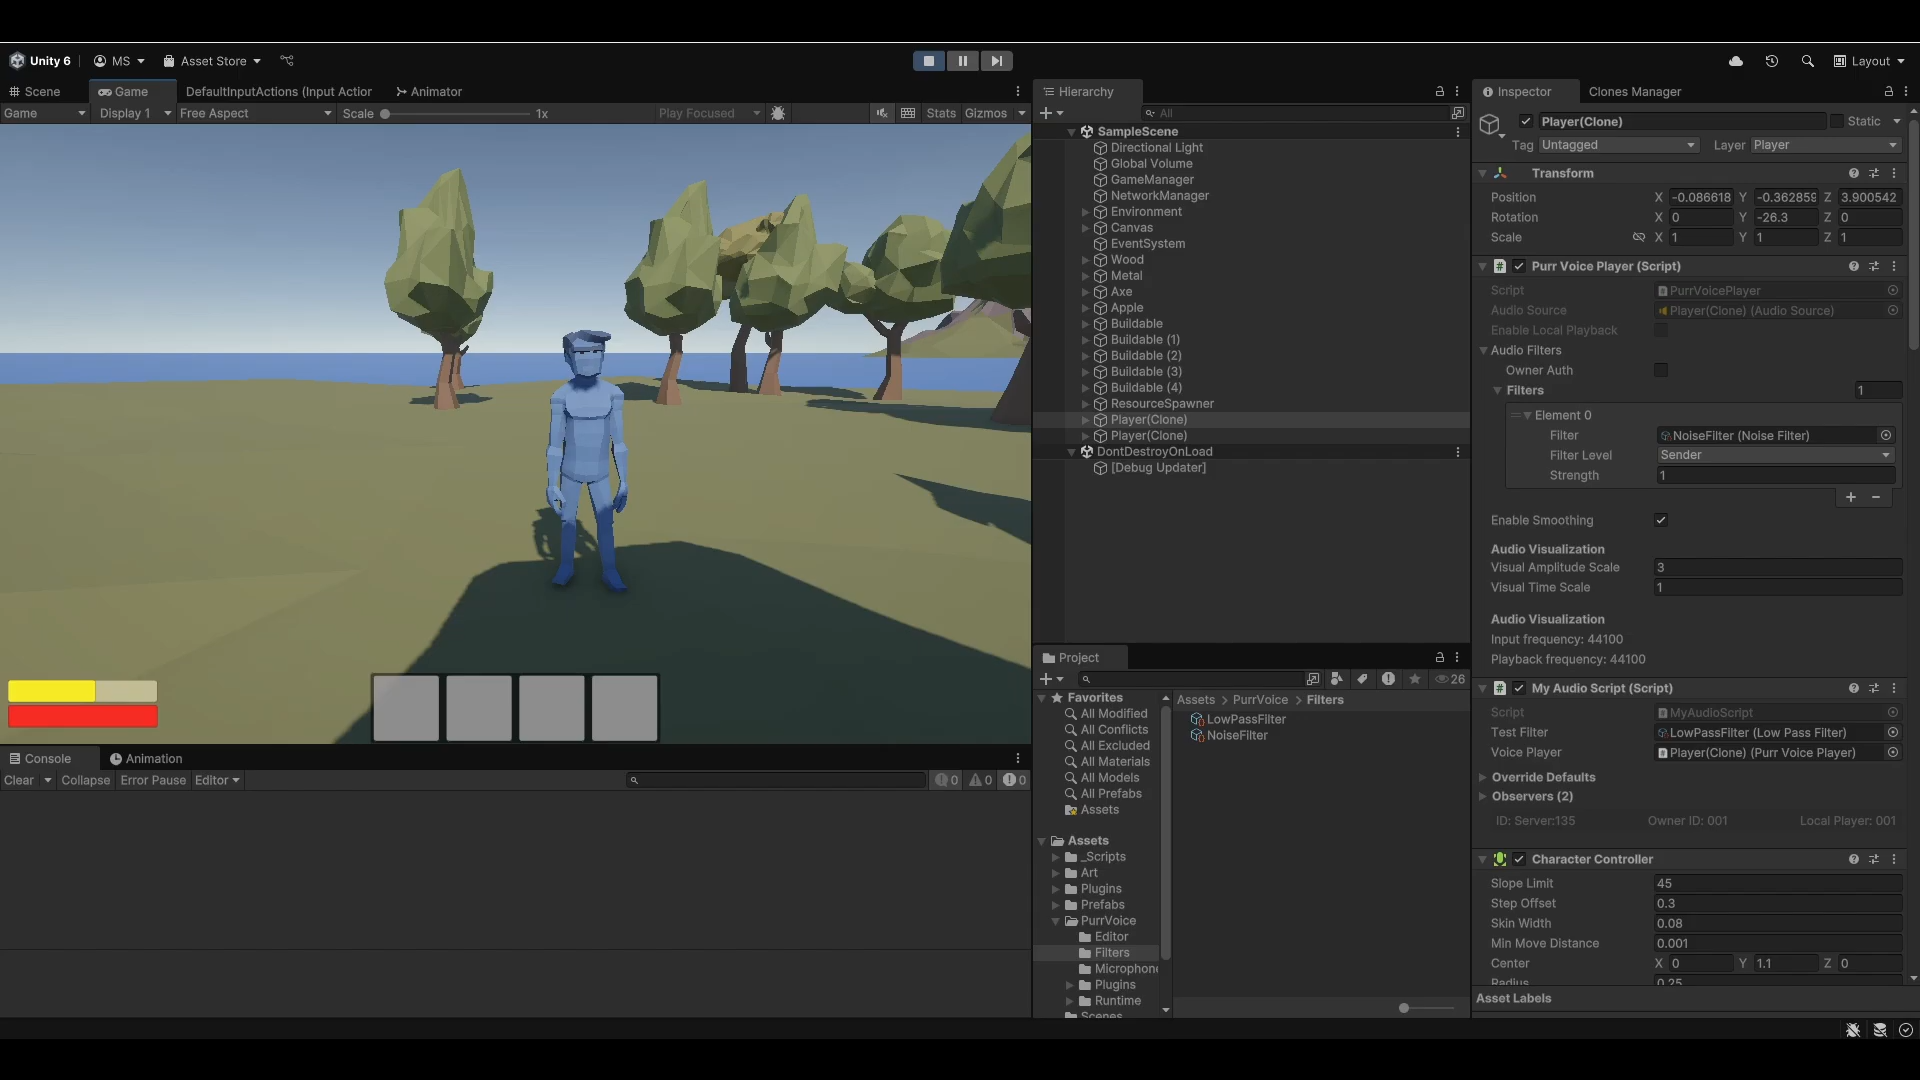 Unity 6
MS
Asset Store
Layout
Scene
Game
DefaultInputActions (Input Actior
Animator
Game
Display 1
Free Aspect
Scale
1x
Play Focused
Stats
Gizmos
Hierarchy
All
SampleScene
Directional Light
Global Volume
GameManager
NetworkManager
Environment
Canvas
EventSystem
Wood
Metal
Axe
Apple
Buildable
Buildable (1)
Buildable (2)
Buildable (3)
Buildable (4)
ResourceSpawner
Player(Clone)
Player(Clone)
DontDestroyOnLoad
[Debug Updater]
Project
26
Favorites
All Modified
All Conflicts
All Excluded
All Materials
All Models
All Prefabs
Assets
Assets
_Scripts
Art
Plugins
Prefabs
PurrVoice
Editor
Filters
Microphon
Plugins
Runtime
Scenes
Assets > PurrVoice > Filters
LowPassFilter
NoiseFilter
Console
Animation
Clear
Collapse
Error Pause
Editor
0
0
0
Inspector
Clones Manager
Player(Clone)
Static
Tag Untagged
Layer Player
Transform
Position X -0.086618 Y -0.362859 Z 3.900542
Rotation X 0 Y -26.3 Z 0
Scale X 1 Y 1 Z 1
Purr Voice Player (Script)
Script PurrVoicePlayer
Audio Source Player(Clone) (Audio Source)
Enable Local Playback
Audio Filters
Owner Auth
Filters 1
Element 0
Filter NoiseFilter (Noise Filter)
Filter Level Sender
Strength 1
+ −
Enable Smoothing
Audio Visualization
Visual Amplitude Scale 3
Visual Time Scale 1
Audio Visualization
Input frequency: 44100
Playback frequency: 44100
My Audio Script (Script)
Script MyAudioScript
Test Filter LowPassFilter (Low Pass Filter)
Voice Player Player(Clone) (Purr Voice Player)
Override Defaults
Observers (2)
ID: Server:135 Owner ID: 001 Local Player: 001
Character Controller
Slope Limit 45
Step Offset 0.3
Skin Width 0.08
Min Move Distance 0.001
Center X 0 Y 1.1 Z 0
Radius 0.25
Asset Labels